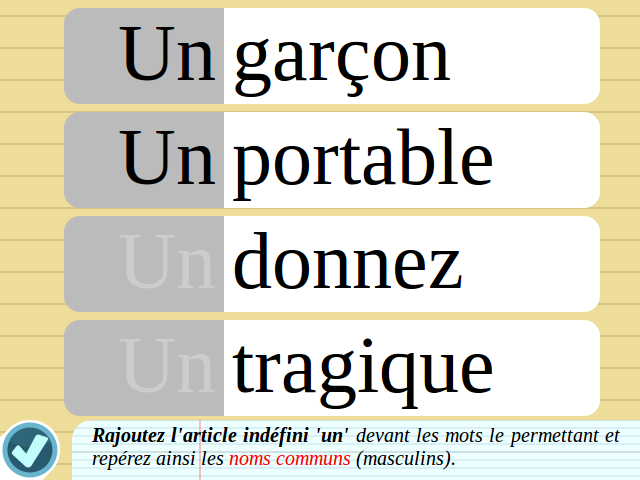 Un garçon
Un portable
Un donnez
Un tragique
Rajoutez l'article indéfini 'un' devant les mots le permettant et
repérez ainsi les noms communs (masculins).